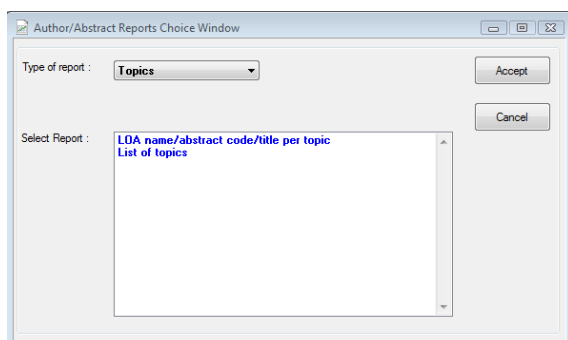 Author/Abstract Reports Choice Window
Type of report :
Topics
Accept
Cancel
Select Report :
LOA name/abstract code/title per topic
List of topics